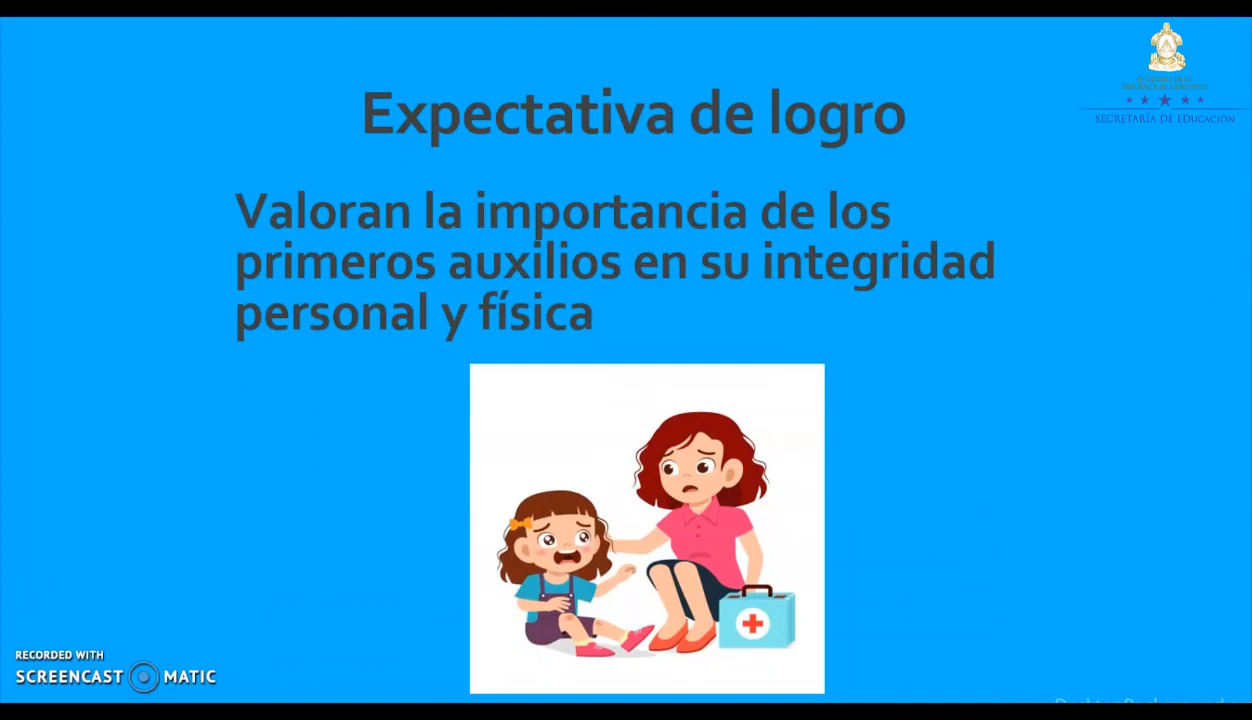 Expectativa de logro
Valoran la importancia de los
primeros auxilios en su integridad
personal y física
SECRETARÍA DE EDUCACIÓN
RECORDED WITH
SCREENCAST MATIC